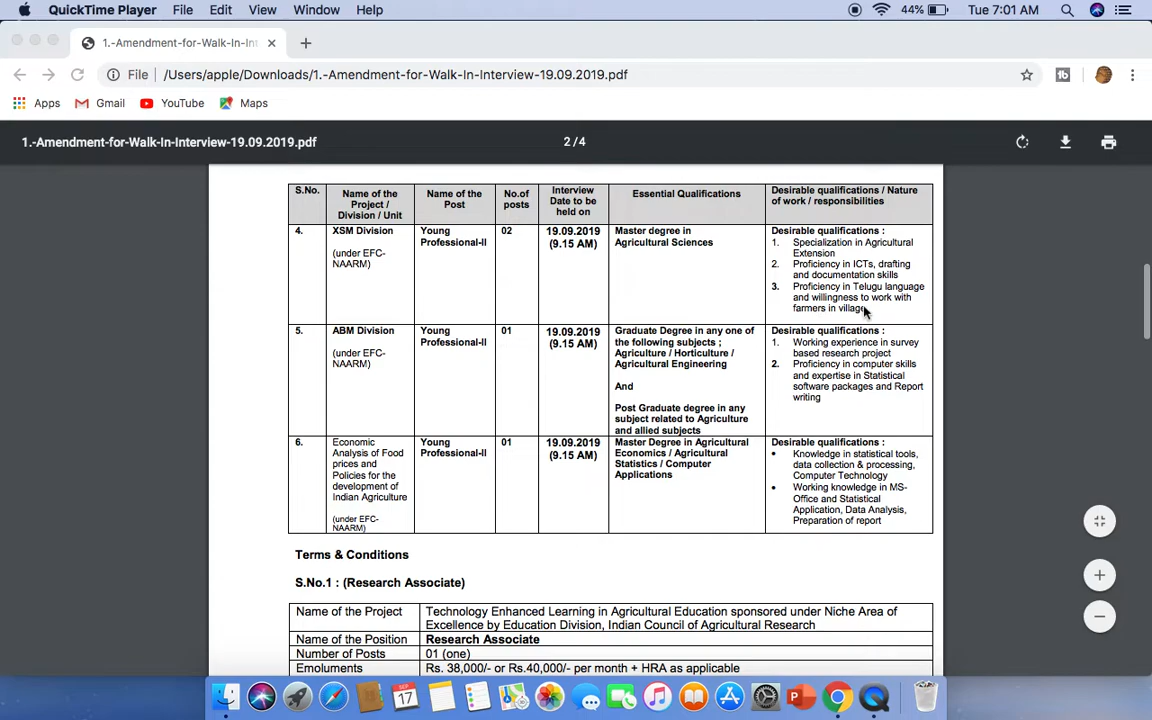 QuickTime Player File Edit View Window Help 44% Tue 7:01 AM
1.-Amendment-for-Walk-In-Int
File /Users/apple/Downloads/1.-Amendment-for-Walk-In-Interview-19.09.2019.pdf
Apps Gmail YouTube Maps
1.-Amendment-for-Walk-In-Interview-19.09.2019.pdf 2 / 4
S.No.
Name of the
Project /
Division / Unit
Name of the
Post
No.of
posts
Interview
Date to be
held on
Essential Qualifications
Desirable qualifications / Nature
of work / responsibilities
4.
XSM Division
(under EFC-
NAARM)
Young
Professional-II
02
19.09.2019
(9.15 AM)
Master degree in
Agricultural Sciences
Desirable qualifications :
1. Specialization in Agricultural
Extension
2. Proficiency in ICTs, drafting
and documentation skills
3. Proficiency in Telugu language
and willingness to work with
farmers in village
5.
ABM Division
(under EFC-
NAARM)
Young
Professional-II
01
19.09.2019
(9.15 AM)
Graduate Degree in any one of
the following subjects ;
Agriculture / Horticulture /
Agricultural Engineering
And
Post Graduate degree in any
subject related to Agriculture
and allied subjects
Desirable qualifications :
1. Working experience in survey
based research project
2. Proficiency in computer skills
and expertise in Statistical
software packages and Report
writing
6.
Economic
Analysis of Food
prices and
Policies for the
development of
Indian Agriculture
(under EFC-
NAARM)
Young
Professional-II
01
19.09.2019
(9.15 AM)
Master Degree in Agricultural
Economics / Agricultural
Statistics / Computer
Applications
Desirable qualifications :
• Knowledge in statistical tools,
data collection & processing,
Computer Technology
• Working knowledge in MS-
Office and Statistical
Application, Data Analysis,
Preparation of report
Terms & Conditions
S.No.1 : (Research Associate)
Name of the Project
Technology Enhanced Learning in Agricultural Education sponsored under Niche Area of
Excellence by Education Division, Indian Council of Agricultural Research
Name of the Position Research Associate
Number of Posts 01 (one)
Emoluments Rs. 38,000/- or Rs.40,000/- per month + HRA as applicable
SEP
17